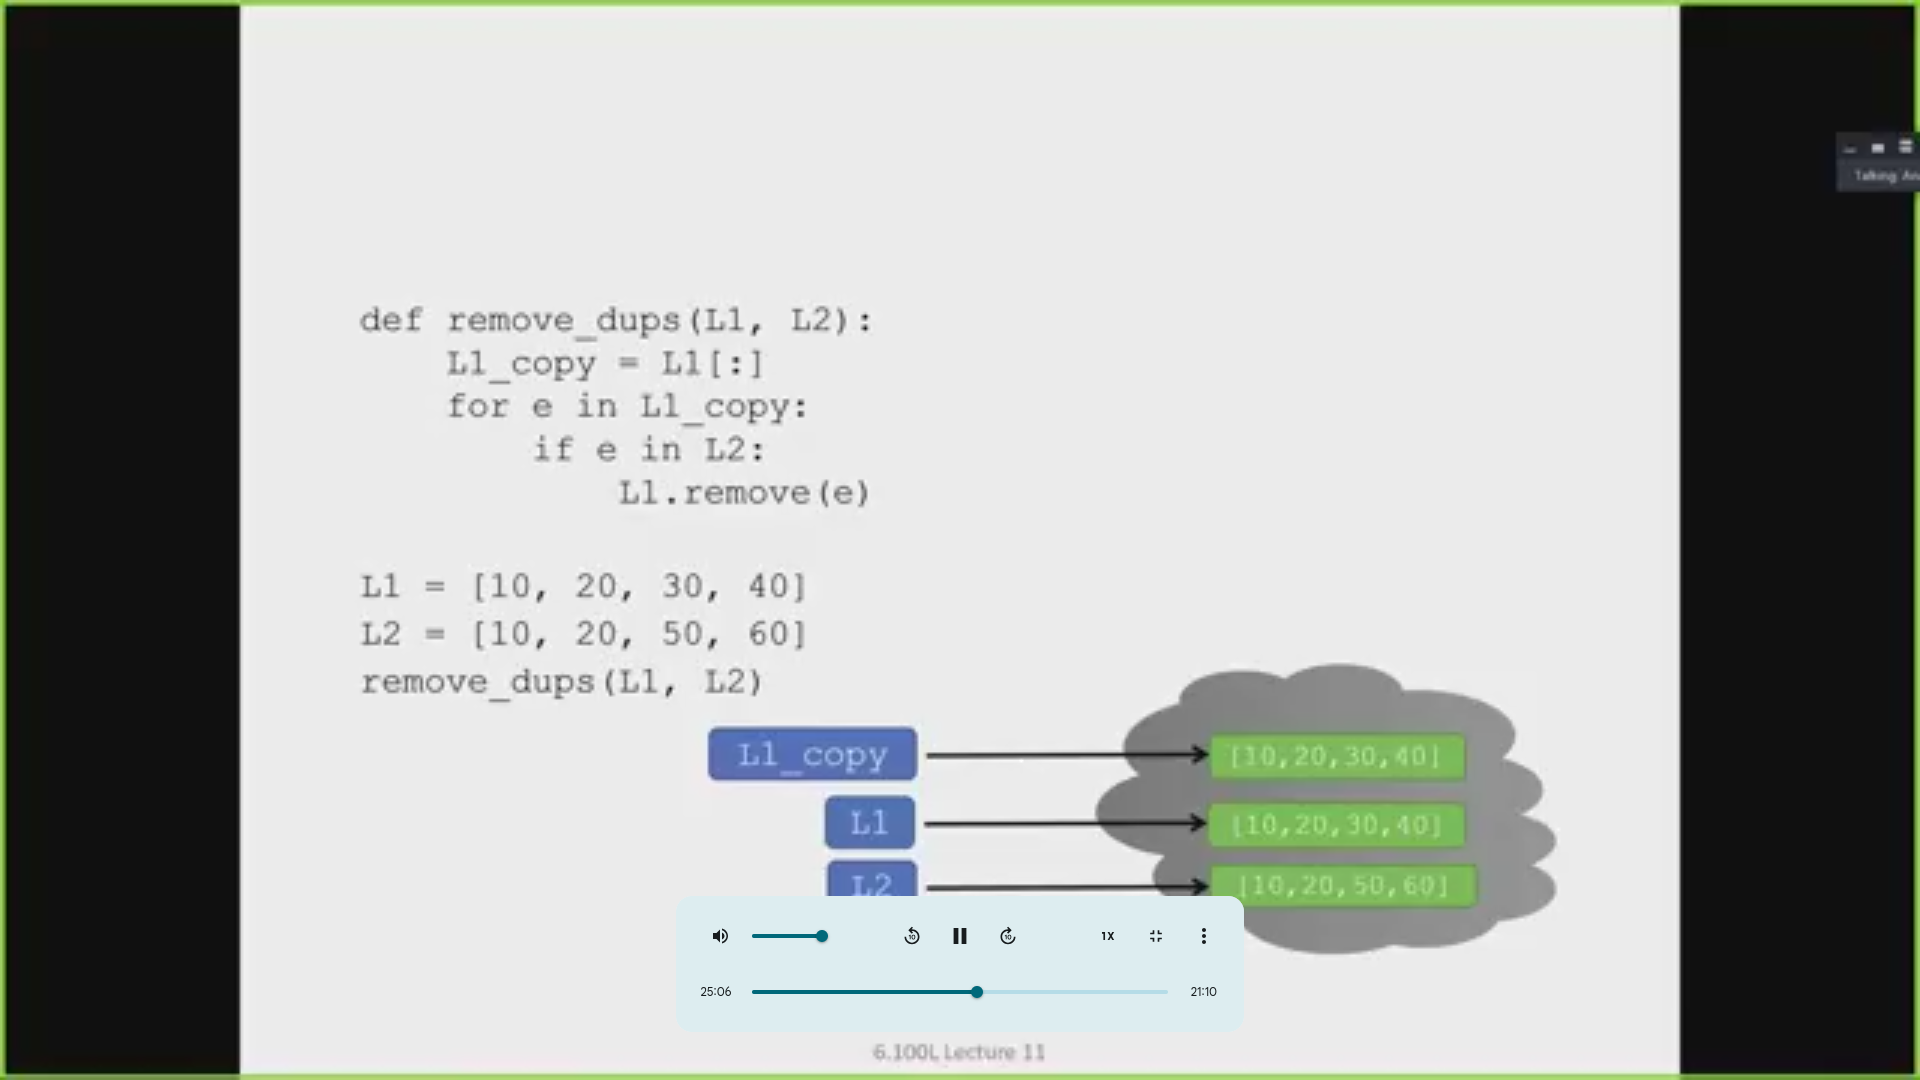 Talking: An
def remove_dups(L1, L2):
    L1_copy = L1[:]
    for e in L1_copy:
        if e in L2:
            L1.remove(e)
L1 = [10, 20, 30, 40]
L2 = [10, 20, 50, 60]
remove_dups(L1, L2)
L1_copy [10,20,30,40]
L1 [10,20,30,40]
L2 [10,20,50,60]
10 10 1X
25:06 21:10
6.100L Lecture 11